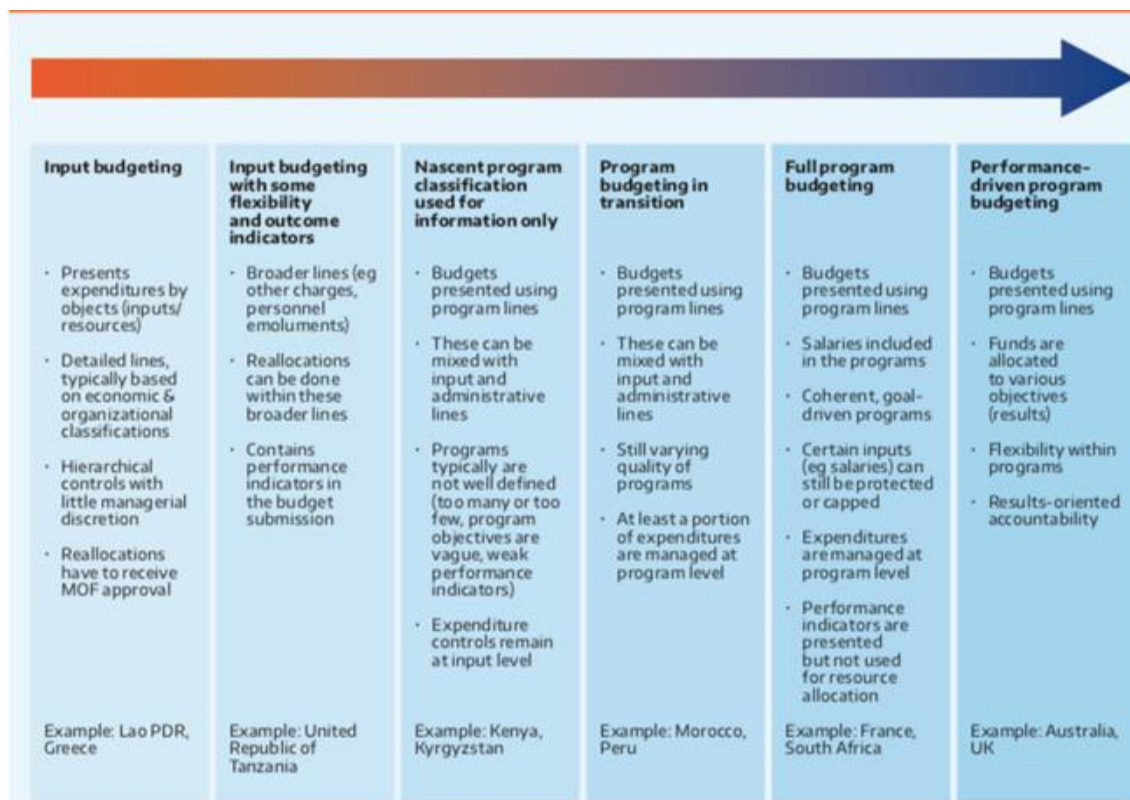 Input budgeting
· Presents
expenditures by
objects (inputs/
resources)
· Detailed lines,
typically based
on economic &
organizational
classifications
· Hierarchical
controls with
little managerial
discretion
· Reallocations
have to receive
MOF approval
Example: Lao PDR,
Greece
Input budgeting
with some
flexibility
and outcome
indicators
· Broader lines (eg
other charges,
personnel
emoluments)
· Reallocations
can be done
within these
broader lines
· Contains
performance
indicators in
the budget
submission
Example: United
Republic of
Tanzania
Nascent program
classification
used for
information only
· Budgets
presented using
program lines
· These can be
mixed with
input and
administrative
lines
· Programs
typically are
not well defined
(too many or too
few, program
objectives are
vague, weak
performance
indicators)
· Expenditure
controls remain
at input level
Example: Kenya,
Kyrgyzstan
Program
budgeting in
transition
· Budgets
presented using
program lines
· These can be
mixed with
input and
administrative
lines
· Still varying
quality of
programs
· At least a portion
of expenditures
are managed at
program level
Example: Morocco,
Peru
Full program
budgeting
· Budgets
presented using
program lines
· Salaries included
in the programs
· Coherent, goal-
driven programs
· Certain inputs
(eg salaries) can
still be protected
or capped
· Expenditures
are managed at
program level
· Performance
indicators are
presented
but not used
for resource
allocation
Example: France,
South Africa
Performance-
driven program
budgeting
· Budgets
presented using
program lines
· Funds are
allocated
to various
objectives
(results)
· Flexibility within
programs
· Results-oriented
accountability
Example: Australia,
UK